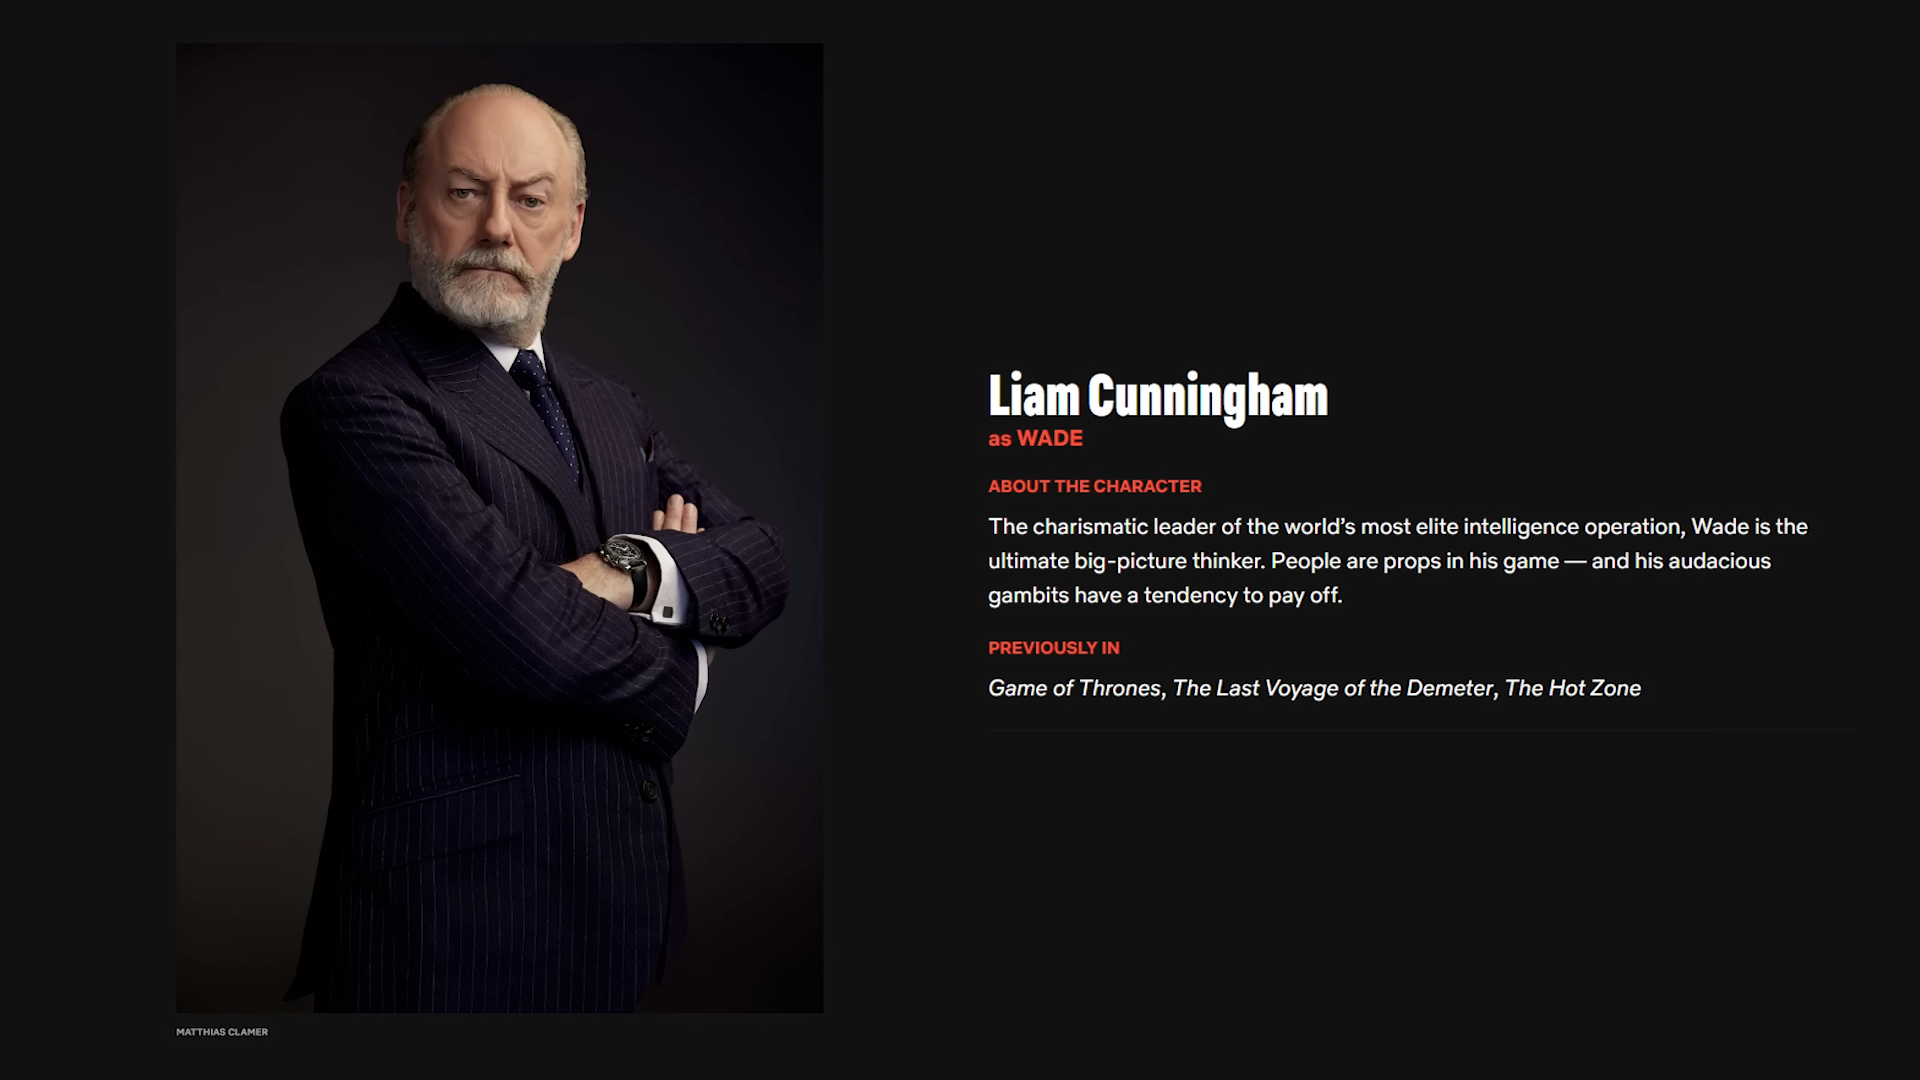 Liam Cunningham
as WADE
ABOUT THE CHARACTER
The charismatic leader of the world’s most elite intelligence operation, Wade is the
ultimate big-picture thinker. People are props in his game — and his audacious
gambits have a tendency to pay off.
PREVIOUSLY IN
Game of Thrones, The Last Voyage of the Demeter, The Hot Zone
MATTHIAS CLAMER